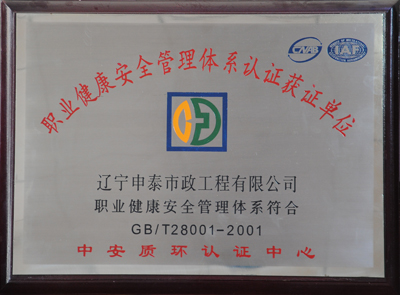 职业健康安全管理体系认证获证单位
CNAB
IAF
辽宁申泰市政工程有限公司
职业健康安全管理体系符合
GB/T28001-2001
中安质环认证中心